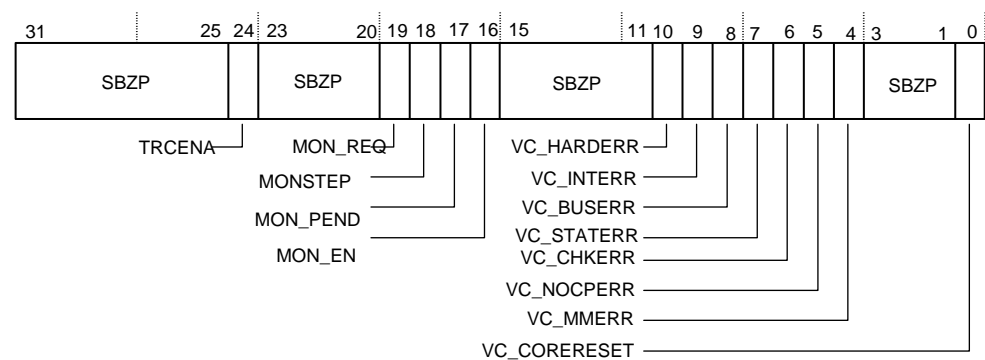 31 25 24 23 20 19 18 17 16 15 11 10 9 8 7 6 5 4 3 1 0
SBZP SBZP SBZP SBZP
TRCENA MON_REQ VC_HARDERR
MONSTEP VC_INTERR
MON_PEND VC_BUSERR
MON_EN VC_STATERR
VC_CHKERR
VC_NOCPERR
VC_MMERR
VC_CORERESET